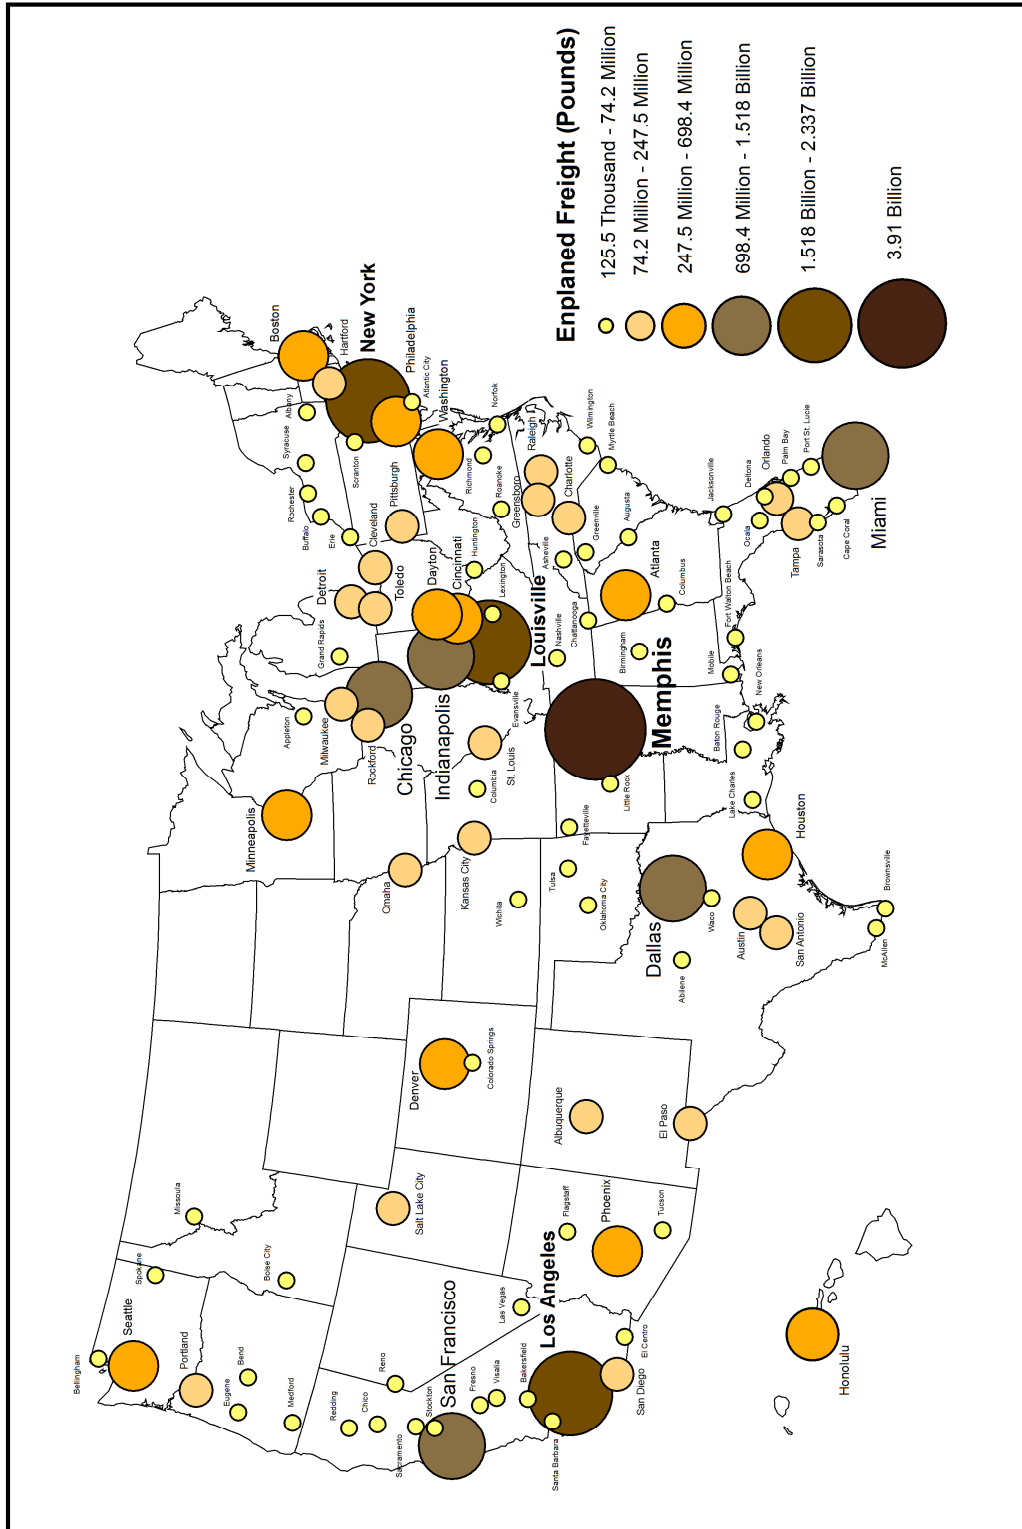 Enplaned Freight (Pounds)
125.5 Thousand - 74.2 Million
74.2 Million - 247.5 Million
247.5 Million - 698.4 Million
698.4 Million - 1.518 Billion
1.518 Billion - 2.337 Billion
3.91 Billion
Bellingham
Seattle
Spokane
Portland
Missoula
Eugene
Bend
Medford
Boise City
Redding
Chico
Reno
Sacramento
Stockton
San Francisco
Fresno
Visalia
Bakersfield
Santa Barbara
Los Angeles
San Diego
El Centro
Las Vegas
Salt Lake City
Flagstaff
Phoenix
Tucson
Honolulu
Denver
Colorado Springs
Albuquerque
El Paso
Minneapolis
Omaha
Kansas City
Wichita
Tulsa
Oklahoma City
Fayetteville
Dallas
Abilene
Waco
Austin
San Antonio
Houston
McAllen
Brownsville
Appleton
Milwaukee
Rockford
Chicago
Indianapolis
Columbia
St. Louis
Evansville
Little Roc
Memphis
Lake Charles
Baton Rouge
New Orleans
Mobile
Fort Walton Beach
Grand Rapids
Detroit
Toledo
Cleveland
Dayton
Cincinnati
Huntington
Lexington
Louisville
Nashville
Chattanooga
Birmingham
Atlanta
Columbus
Augusta
Greenville
Asheville
Charlotte
Greensboro
Raleigh
Wilmington
Myrtle Beach
Roanoke
Richmond
Norfok
Pittsburgh
Erie
Buffalo
Rochester
Syracuse
Albany
Scranton
Boston
Hartford
New York
Philadelphia
Atlantic City
Washington
Jacksonville
Deltona
Ocala
Orlando
Palm Bay
Port St. Lucie
Tampa
Sarasota
Cape Coral
Miami